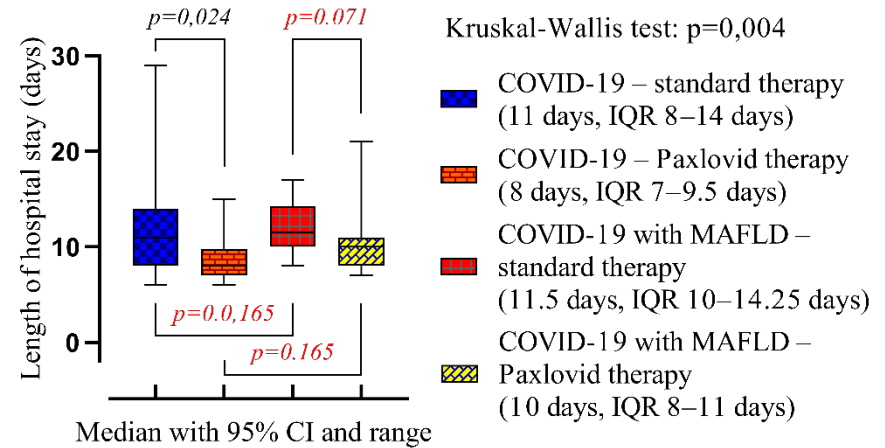 p=0,024
p=0.071
Kruskal-Wallis test: p=0,004
Length of hospital stay (days)
30
20
10
0
COVID-19 – standard therapy
(11 days, IQR 8–14 days)
COVID-19 – Paxlovid therapy
(8 days, IQR 7–9.5 days)
COVID-19 with MAFLD –
standard therapy
(11.5 days, IQR 10–14.25 days)
COVID-19 with MAFLD –
Paxlovid therapy
(10 days, IQR 8–11 days)
p=0.0,165
p=0.165
Median with 95% CI and range